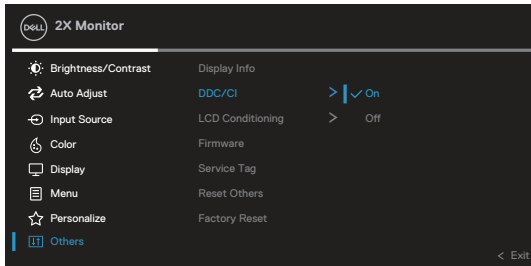 DELL 2X Monitor
Brightness/Contrast Display Info
Auto Adjust DDC/CI > ✓ On
Input Source LCD Conditioning > Off
Color Firmware
Display Service Tag
Menu Reset Others
Personalize Factory Reset
Others
< Exit